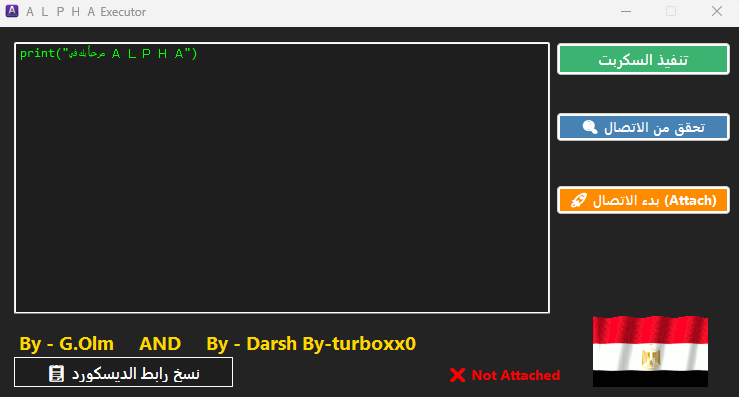 A L P H A Executor
print("مرحبأ بك في A L P H A")
تنفيذ السكربت
تحقق من الاتصال
بدء الاتصال (Attach)
By - G.Olm AND By - Darsh By-turboxx0
نسخ رابط الديسكورد
Not Attached